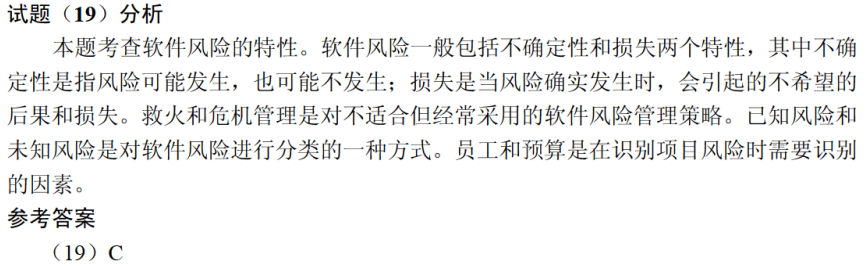 试题（19）分析
本题考查软件风险的特性。软件风险一般包括不确定性和损失两个特性，其中不确
定性是指风险可能发生，也可能不发生；损失是当风险确实发生时，会引起的不希望的
后果和损失。救火和危机管理是对不适合但经常采用的软件风险管理策略。已知风险和
未知风险是对软件风险进行分类的一种方式。员工和预算是在识别项目风险时需要识别
的因素。
参考答案
（19）C